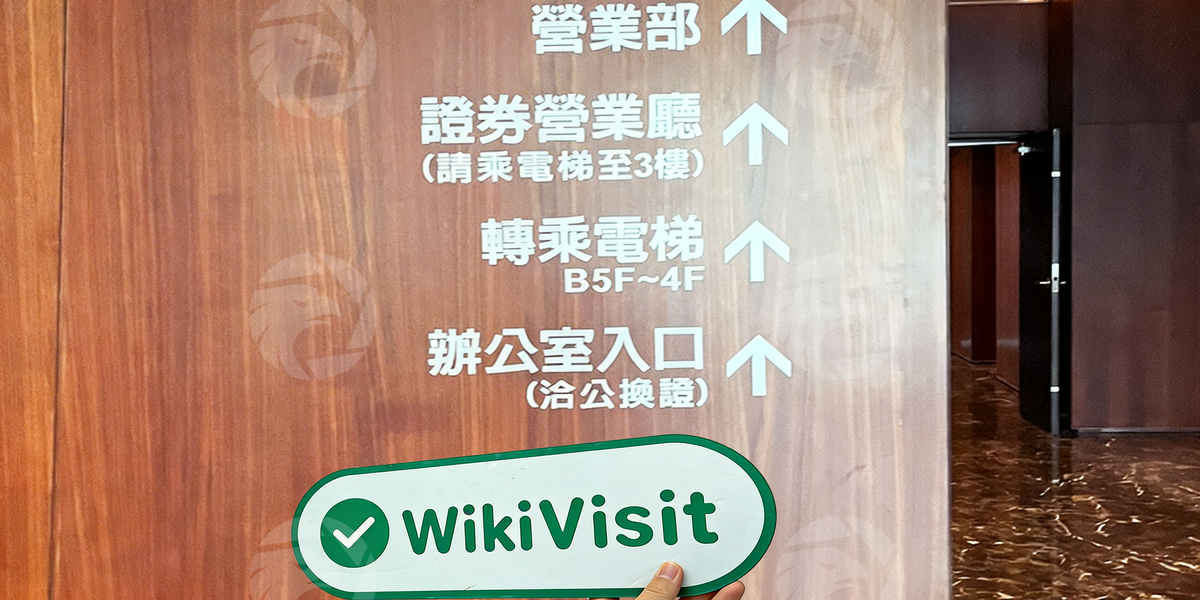 營業部 ↑
證券營業廳 ↑
(請乘電梯至3樓)
轉乘電梯 ↑
B5F~4F
辦公室入口 ↑
(洽公換證)
WikiVisit